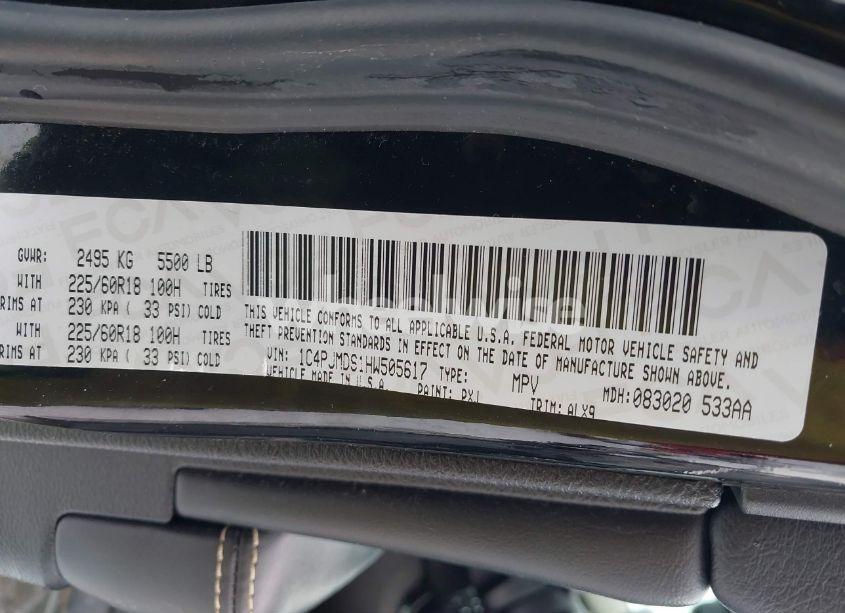 GVWR: 2495 KG 5500 LB
WITH 225/60R18 100H TIRES
RIMS AT 230 KPA ( 33 PSI) COLD
WITH 225/60R18 100H TIRES
RIMS AT 230 KPA ( 33 PSI) COLD
THIS VEHICLE CONFORMS TO ALL APPLICABLE U.S.A. FEDERAL MOTOR VEHICLE SAFETY AND
THEFT PREVENTION STANDARDS IN EFFECT ON THE DATE OF MANUFACTURE SHOWN ABOVE.
VIN: 1C4PJMDS1HW505617 TYPE: MPV MDH:083020 533AA
VEHICLE MADE IN U.S.A. PAINT: PX TRIM:ALX9